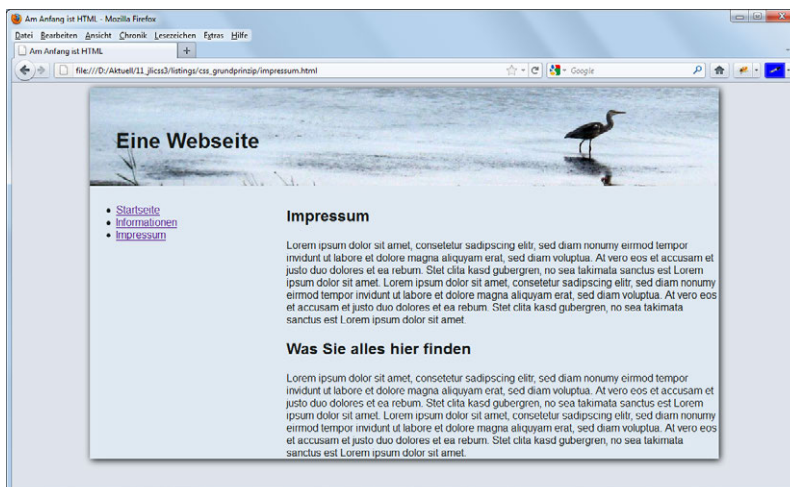 Am Anfang ist HTML - Mozilla Firefox
Datei Bearbeiten Ansicht Chronik Lesezeichen Extras Hilfe
Am Anfang ist HTML
file:///D:/Aktuell/11_jlicss3/listings/css_grundprinzip/impressum.html
Google
Eine Webseite
Startseite
Informationen
Impressum
Impressum
Lorem ipsum dolor sit amet, consetetur sadipscing elitr, sed diam nonumy eirmod tempor
invidunt ut labore et dolore magna aliquyam erat, sed diam voluptua. At vero eos et accusam et
justo duo dolores et ea rebum. Stet clita kasd gubergren, no sea takimata sanctus est Lorem
ipsum dolor sit amet. Lorem ipsum dolor sit amet, consetetur sadipscing elitr, sed diam nonumy
eirmod tempor invidunt ut labore et dolore magna aliquyam erat, sed diam voluptua. At vero eos
et accusam et justo duo dolores et ea rebum. Stet clita kasd gubergren, no sea takimata
sanctus est Lorem ipsum dolor sit amet.
Was Sie alles hier finden
Lorem ipsum dolor sit amet, consetetur sadipscing elitr, sed diam nonumy eirmod tempor
invidunt ut labore et dolore magna aliquyam erat, sed diam voluptua. At vero eos et accusam et
justo duo dolores et ea rebum. Stet clita kasd gubergren, no sea takimata sanctus est Lorem
ipsum dolor sit amet. Lorem ipsum dolor sit amet, consetetur sadipscing elitr, sed diam nonumy
eirmod tempor invidunt ut labore et dolore magna aliquyam erat, sed diam voluptua. At vero eos
et accusam et justo duo dolores et ea rebum. Stet clita kasd gubergren, no sea takimata
sanctus est Lorem ipsum dolor sit amet.